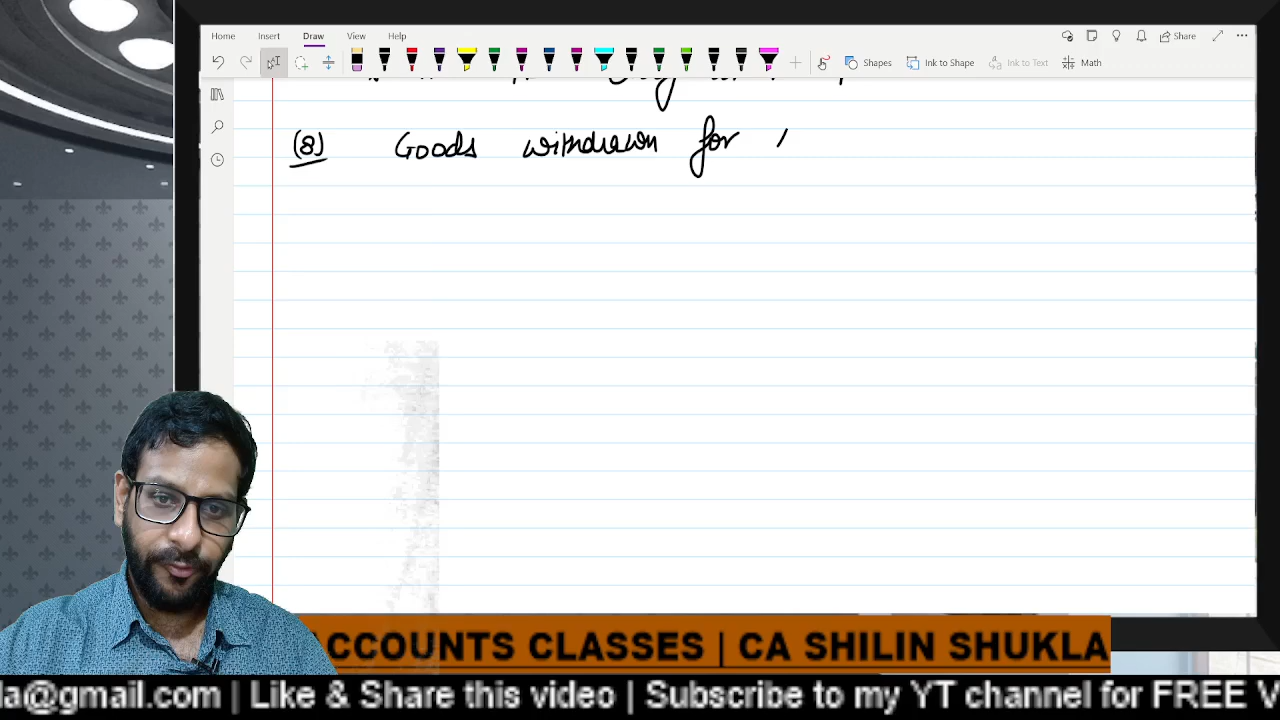 Home Insert Draw View Help
Share
Shapes Ink to Shape Ink to Text Math
(8) Goods withdrawn for
ACCOUNTS CLASSES | CA SHILIN SHUKLA
la@gmail.com | Like & Share this video | Subscribe to my YT channel for FREE V